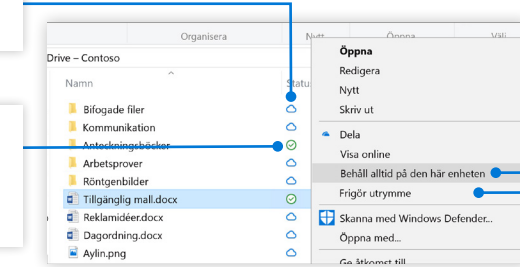 Organisera Nytt Öppna Välj
Drive – Contoso
Namn Status
Bifogade filer
Kommunikation
Anteckningsböcker
Arbetsprover
Röntgenbilder
Tillgänglig mall.docx
Reklamidéer.docx
Dagordning.docx
Aylin.png
Öppna
Redigera
Nytt
Skriv ut
Dela
Visa online
Behåll alltid på den här enheten
Frigör utrymme
Skanna med Windows Defender...
Öppna med...
Ge åtkomst till